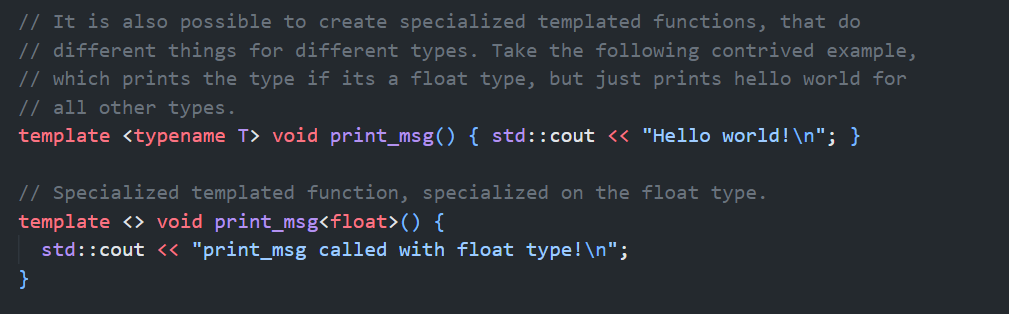 // It is also possible to create specialized templated functions, that do
// different things for different types. Take the following contrived example,
// which prints the type if its a float type, but just prints hello world for
// all other types.
template <typename T> void print_msg() { std::cout << "Hello world!\n"; }

// Specialized templated function, specialized on the float type.
template <> void print_msg<float>() {
  std::cout << "print_msg called with float type!\n";
}